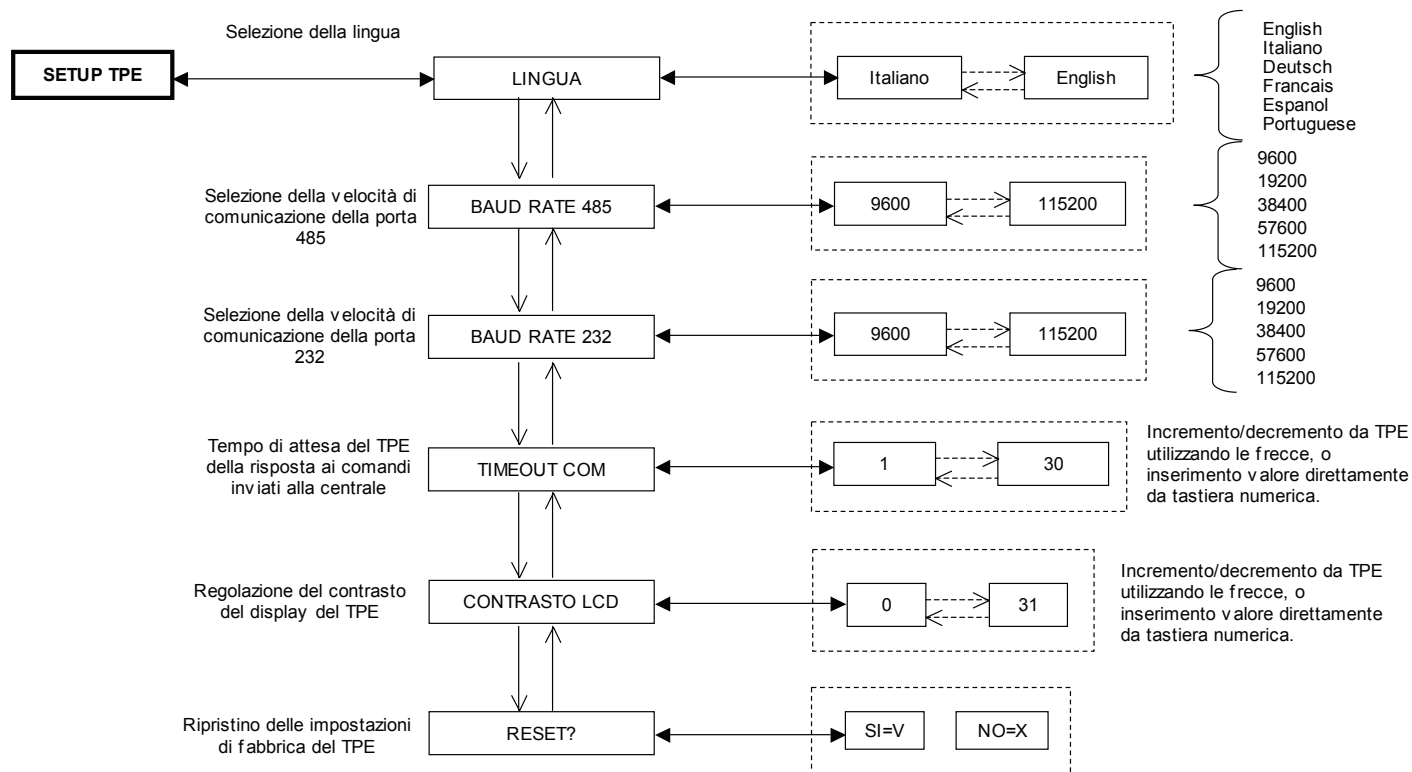 Selezione della lingua
SETUP TPE
LINGUA
Italiano
English
English
Italiano
Deutsch
Francais
Espanol
Portuguese
Selezione della velocità di
comunicazione della porta
485
BAUD RATE 485
9600
115200
9600
19200
38400
57600
115200
Selezione della velocità di
comunicazione della porta
232
BAUD RATE 232
9600
115200
9600
19200
38400
57600
115200
Tempo di attesa del TPE
della risposta ai comandi
inviati alla centrale
TIMEOUT COM
1
30
Incremento/decremento da TPE
utilizzando le frecce, o
inserimento valore direttamente
da tastiera numerica.
Regolazione del contrasto
del display del TPE
CONTRASTO LCD
0
31
Incremento/decremento da TPE
utilizzando le frecce, o
inserimento valore direttamente
da tastiera numerica.
Ripristino delle impostazioni
di fabbrica del TPE
RESET?
SI=V
NO=X